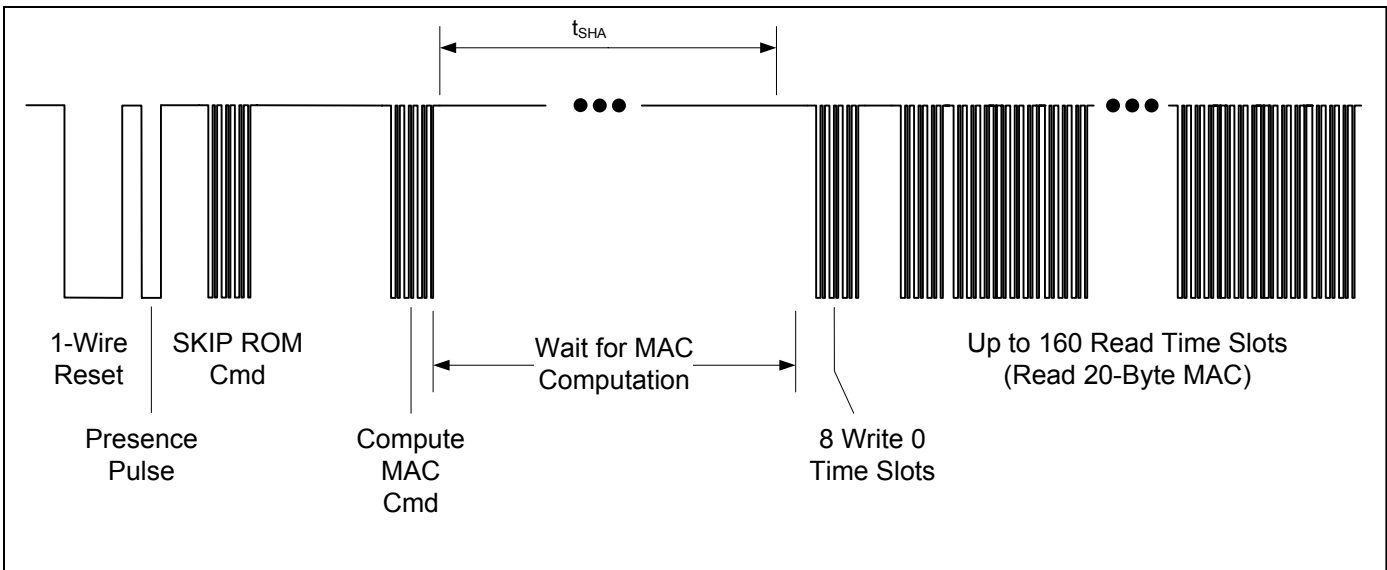 tSHA
1-Wire
Reset
SKIP ROM
Cmd
Wait for MAC
Computation
Up to 160 Read Time Slots
(Read 20-Byte MAC)
Presence
Pulse
Compute
MAC
Cmd
8 Write 0
Time Slots